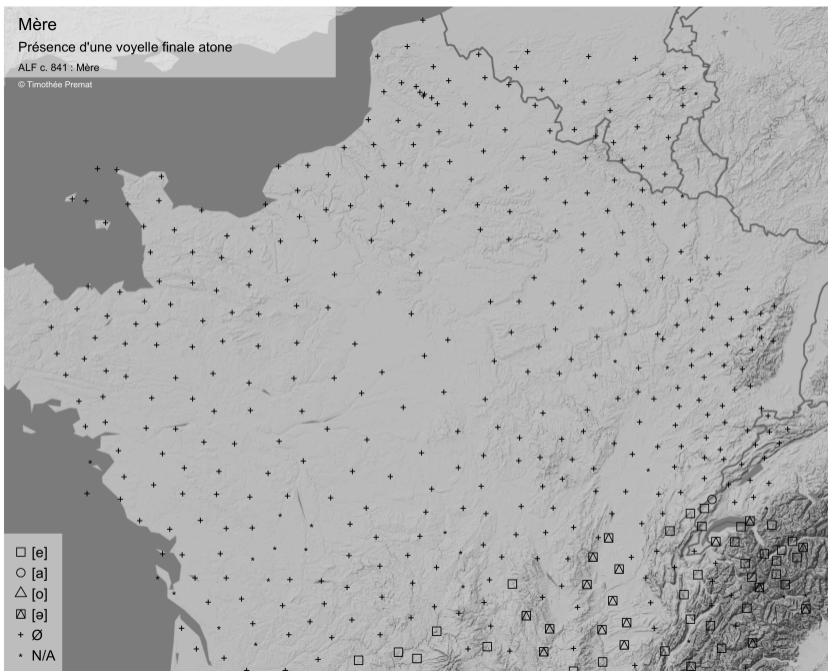 Mère
Présence d'une voyelle finale atone
ALF c. 841 : Mère
© Timothée Premat
[e]
[a]
[o]
[ə]
Ø
N/A